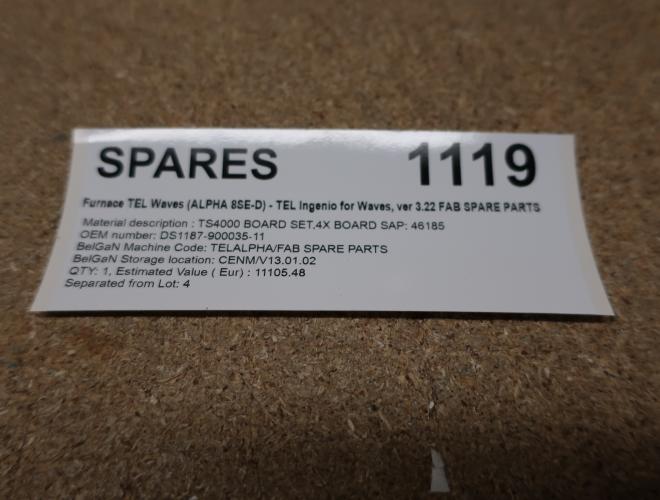 SPARES 1119
Furnace TEL Waves (ALPHA 8SE-D) - TEL Ingenio for Waves, ver 3.22 FAB SPARE PARTS
Material description : TS4000 BOARD SET,4X BOARD SAP: 46185
OEM number: DS1187-900035-11
BelGaN Machine Code: TELALPHA/FAB SPARE PARTS
BelGaN Storage location: CENM/V13.01.02
QTY: 1, Estimated Value ( Eur) : 11105.48
Separated from Lot: 4